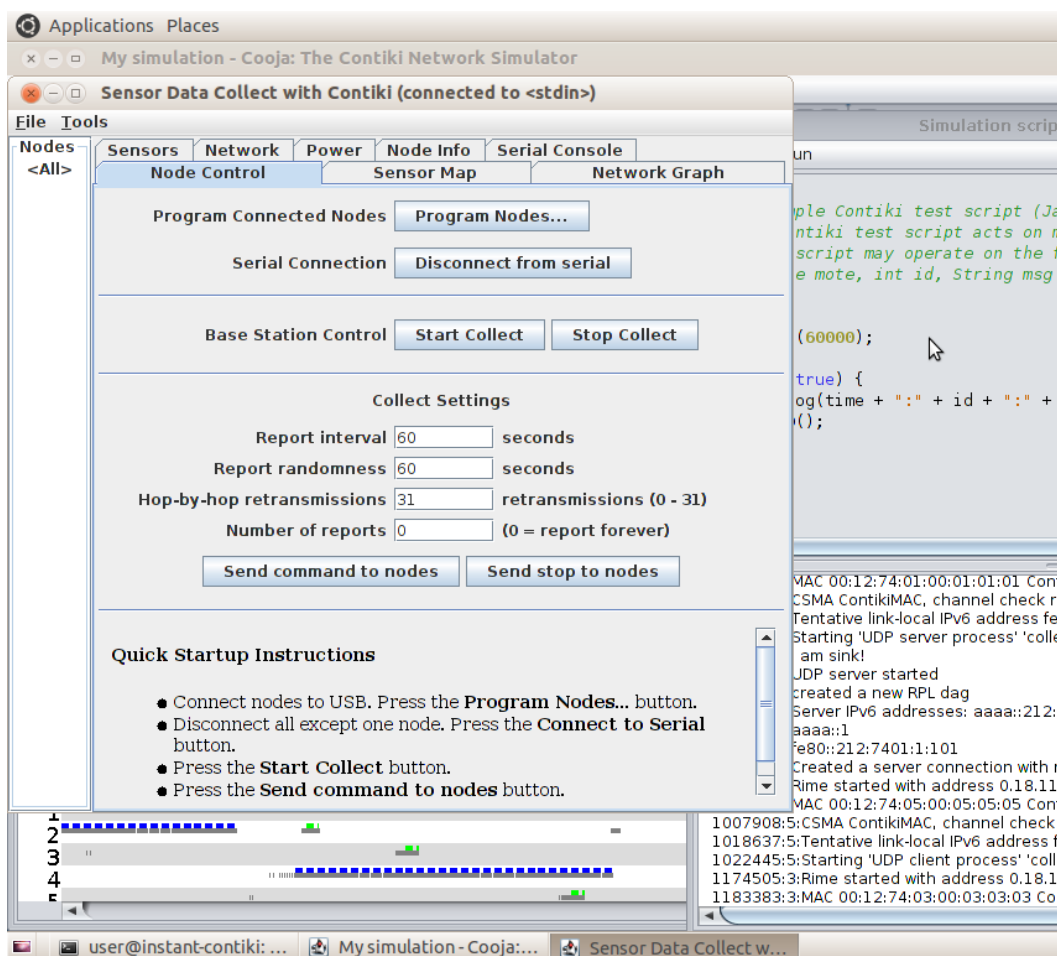 Applications Places
My simulation - Cooja: The Contiki Network Simulator
Sensor Data Collect with Contiki (connected to <stdin>)
File Tools
Nodes
<All>
Sensors Network Power Node Info Serial Console
Node Control Sensor Map Network Graph
Program Connected Nodes Program Nodes...
Serial Connection Disconnect from serial
Base Station Control Start Collect Stop Collect
Collect Settings
Report interval 60 seconds
Report randomness 60 seconds
Hop-by-hop retransmissions 31 retransmissions (0 - 31)
Number of reports 0 (0 = report forever)
Send command to nodes Send stop to nodes
Quick Startup Instructions
Connect nodes to USB. Press the Program Nodes... button.
Disconnect all except one node. Press the Connect to Serial
button.
Press the Start Collect button.
Press the Send command to nodes button.
Simulation scrip
un
ple Contiki test script (Ja
ntiki test script acts on m
script may operate on the f
e mote, int id, String msg
(60000);
true) {
og(time + ":" + id + ":" +
();
MAC 00:12:74:01:00:01:01:01 Con
CSMA ContikiMAC, channel check r
Tentative link-local IPv6 address fe
Starting 'UDP server process' 'colle
am sink!
UDP server started
created a new RPL dag
Server IPv6 addresses: aaaa::212:
aaaa::1
fe80::212:7401:1:101
Created a server connection with r
Rime started with address 0.18.11
MAC 00:12:74:05:00:05:05:05 Con
1007908:5:CSMA ContikiMAC, channel check
1018637:5:Tentative link-local IPv6 address f
1022445:5:Starting 'UDP client process' 'coll
1174505:3:Rime started with address 0.18.1
1183383:3:MAC 00:12:74:03:00:03:03:03 Co
1
2
3
4
5
user@instant-contiki: ... My simulation - Cooja:... Sensor Data Collect w...